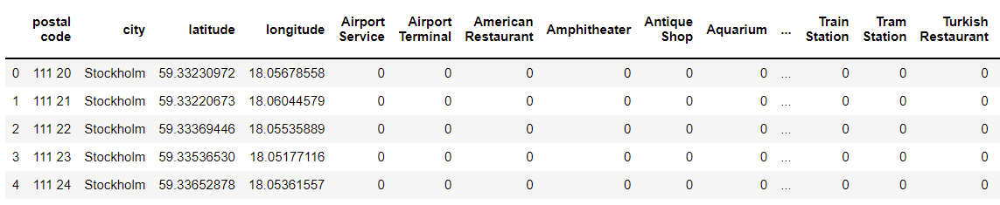 postal code city latitude longitude Airport Service Airport Terminal American Restaurant Amphitheater Antique Shop Aquarium ... Train Station Tram Station Turkish Restaurant
0 111 20 Stockholm 59.33230972 18.05678558 0 0 0 0 0 0 ... 0 0 0
1 111 21 Stockholm 59.33220673 18.06044579 0 0 0 0 0 0 ... 0 0 0
2 111 22 Stockholm 59.33369446 18.05535889 0 0 0 0 0 0 ... 0 0 0
3 111 23 Stockholm 59.33536530 18.05177116 0 0 0 0 0 0 ... 0 0 0
4 111 24 Stockholm 59.33652878 18.05361557 0 0 0 0 0 0 ... 0 0 0